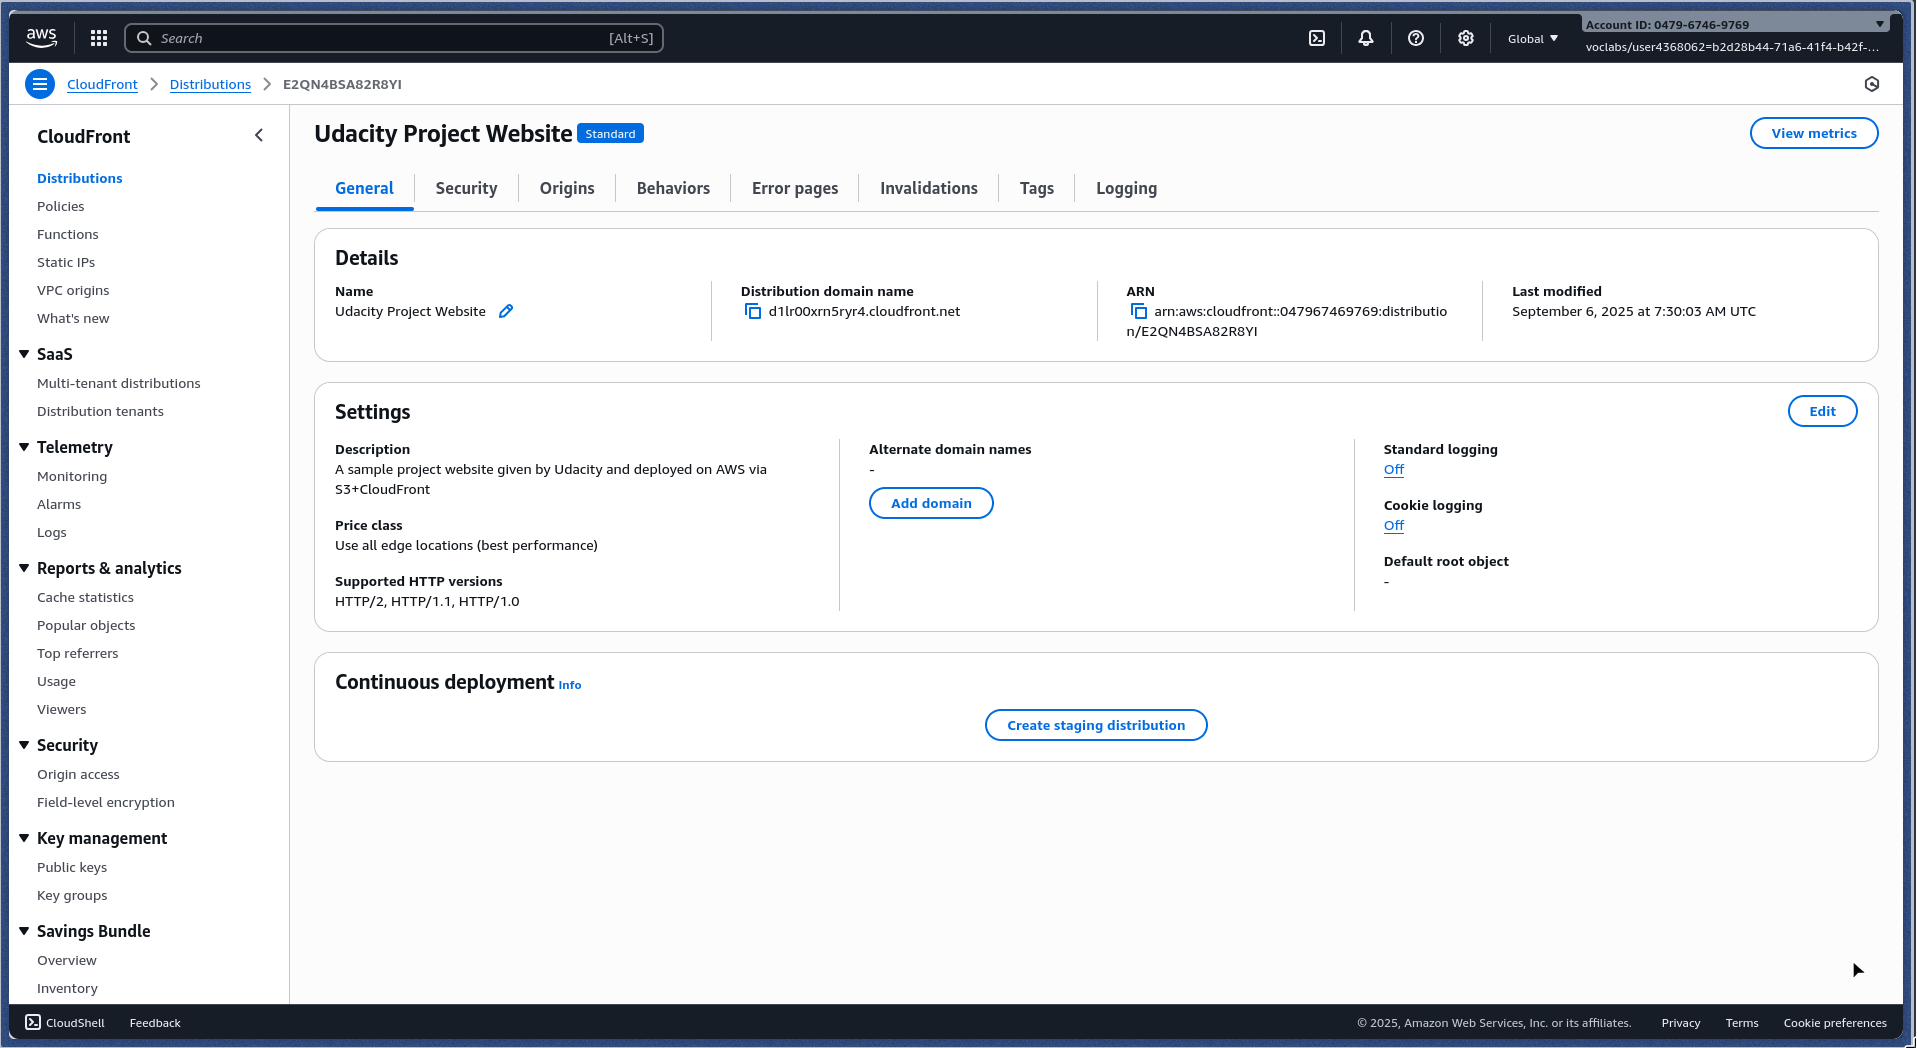 aws
Search [Alt+S]
Global
Account ID: 0479-6746-9769
voclabs/user4368062=b2d28b44-71a6-41f4-b42f-...
CloudFront
Distributions
E2QN4BSA82R8YI
CloudFront
Distributions
Policies
Functions
Static IPs
VPC origins
What's new
SaaS
Multi-tenant distributions
Distribution tenants
Telemetry
Monitoring
Alarms
Logs
Reports & analytics
Cache statistics
Popular objects
Top referrers
Usage
Viewers
Security
Origin access
Field-level encryption
Key management
Public keys
Key groups
Savings Bundle
Overview
Inventory
Udacity Project Website Standard
View metrics
General
Security
Origins
Behaviors
Error pages
Invalidations
Tags
Logging
Details
Name
Udacity Project Website
Distribution domain name
d1lr00xrn5ryr4.cloudfront.net
ARN
arn:aws:cloudfront::047967469769:distributio
n/E2QN4BSA82R8YI
Last modified
September 6, 2025 at 7:30:03 AM UTC
Settings
Edit
Description
A sample project website given by Udacity and deployed on AWS via
S3+CloudFront
Price class
Use all edge locations (best performance)
Supported HTTP versions
HTTP/2, HTTP/1.1, HTTP/1.0
Alternate domain names
-
Add domain
Standard logging
Off
Cookie logging
Off
Default root object
-
Continuous deployment Info
Create staging distribution
CloudShell
Feedback
© 2025, Amazon Web Services, Inc. or its affiliates.
Privacy
Terms
Cookie preferences